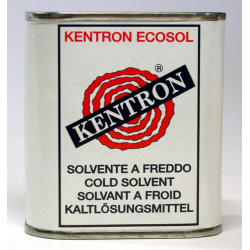 KENTRON ECOSOL
®
KENTRON
SOLVENTE A FREDDO
COLD SOLVENT
SOLVANT A FROID
KALTLÖSUNGSMITTEL